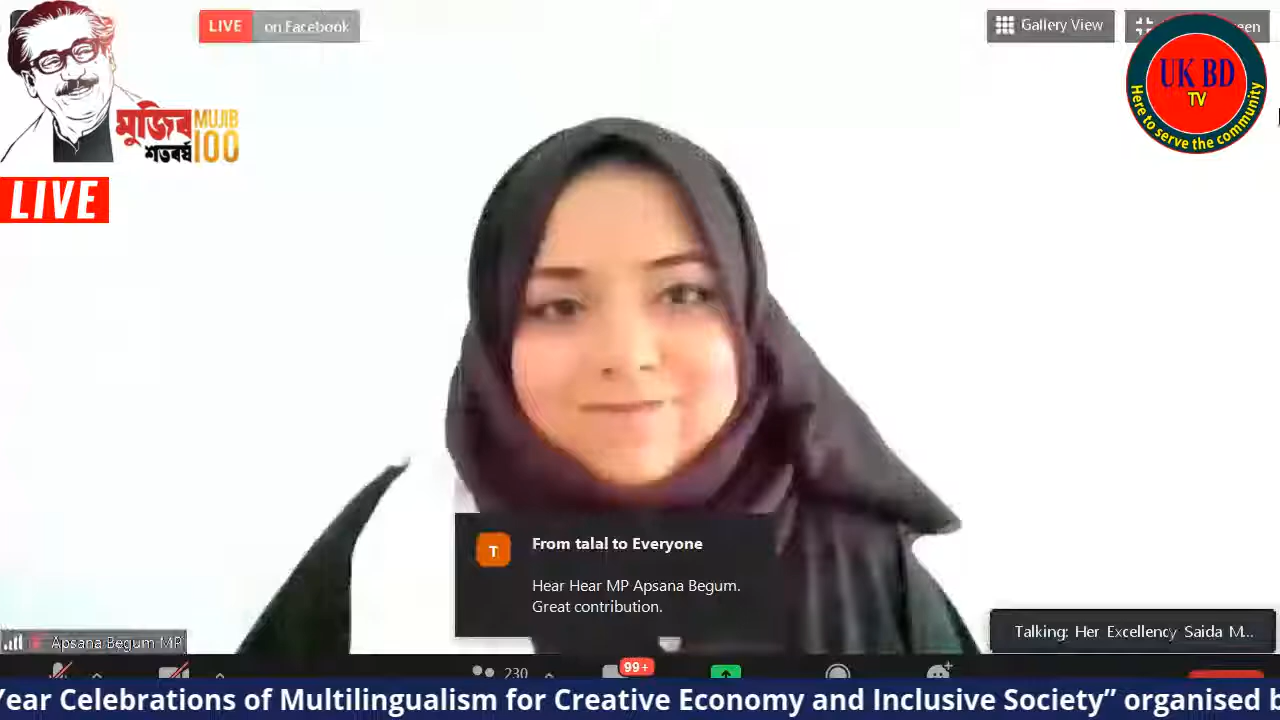 LIVE on Facebook
Gallery View
een
UK BD
TV
Here to serve the community
মুজিব
শতবর্ষ
MUJIB
100
LIVE
From talal to Everyone
T
Hear Hear MP Apsana Begum.
Great contribution.
Apsana Begum MP
Talking: Her Excellency Saida M...
230
99+
Year Celebrations of Multilingualism for Creative Economy and Inclusive Society” organised b